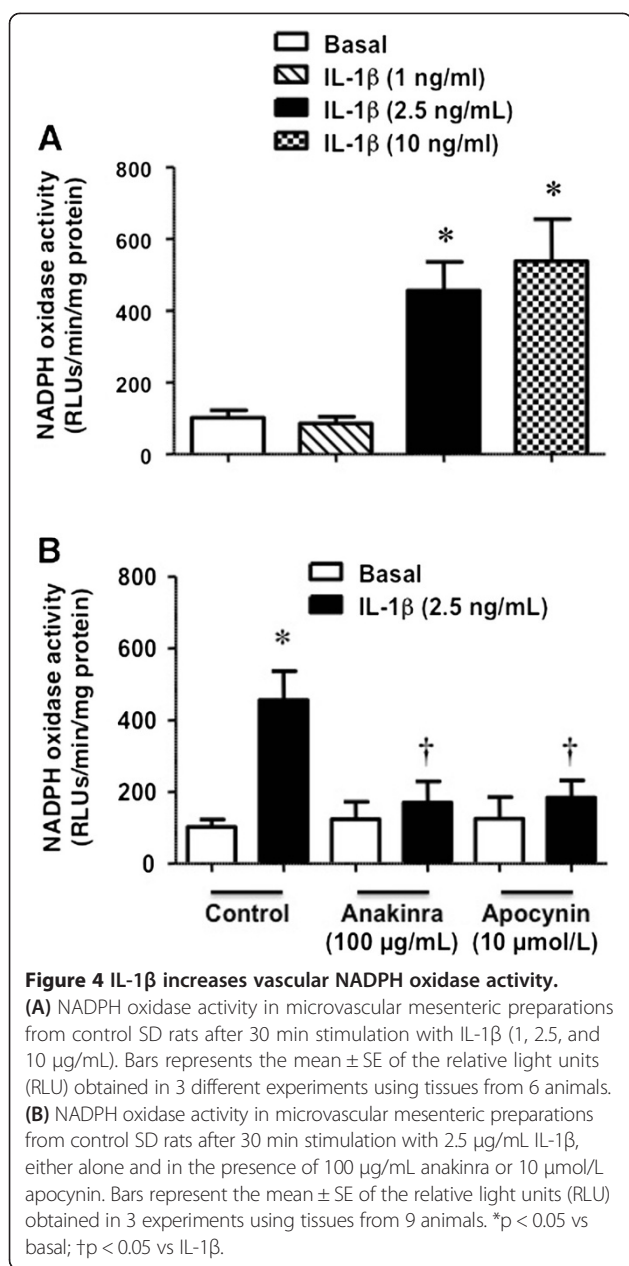 Basal
IL-1β (1 ng/ml)
IL-1β (2.5 ng/mL)
IL-1β (10 ng/ml)
A
NADPH oxidase activity
(RLUs/min/mg protein)
800
600
400
200
0
*
*
B
NADPH oxidase activity
(RLUs/min/mg protein)
800
600
400
200
0
Basal
IL-1β (2.5 ng/mL)
*
†
†
Control
Anakinra
(100 µg/mL)
Apocynin
(10 µmol/L)
Figure 4 IL-1β increases vascular NADPH oxidase activity.
(A) NADPH oxidase activity in microvascular mesenteric preparations
from control SD rats after 30 min stimulation with IL-1β (1, 2.5, and
10 µg/mL). Bars represents the mean ± SE of the relative light units
(RLU) obtained in 3 different experiments using tissues from 6 animals.
(B) NADPH oxidase activity in microvascular mesenteric preparations
from control SD rats after 30 min stimulation with 2.5 µg/mL IL-1β,
either alone and in the presence of 100 µg/mL anakinra or 10 µmol/L
apocynin. Bars represent the mean ± SE of the relative light units (RLU)
obtained in 3 experiments using tissues from 9 animals. *p < 0.05 vs
basal; †p < 0.05 vs IL-1β.